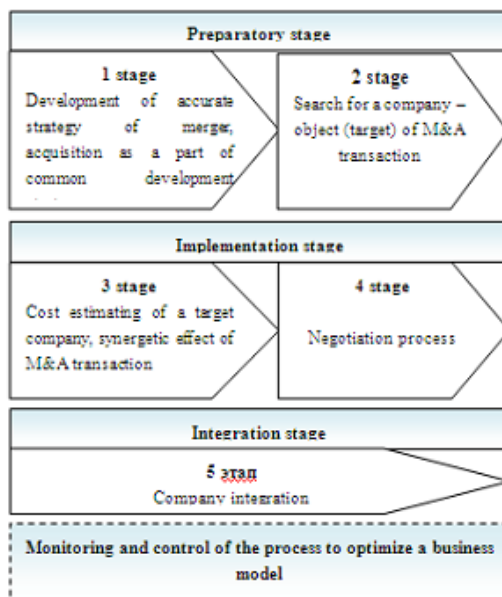 Preparatory stage
1 stage
Development of accurate
strategy of merger,
acquisition as a part of
common development
2 stage
Search for a company –
object (target) of M&A
transaction
Implementation stage
3 stage
Cost estimating of a target
company, synergetic effect of
M&A transaction
4 stage
Negotiation process
Integration stage
5 этап
Company integration
Monitoring and control of the process to optimize a business
model